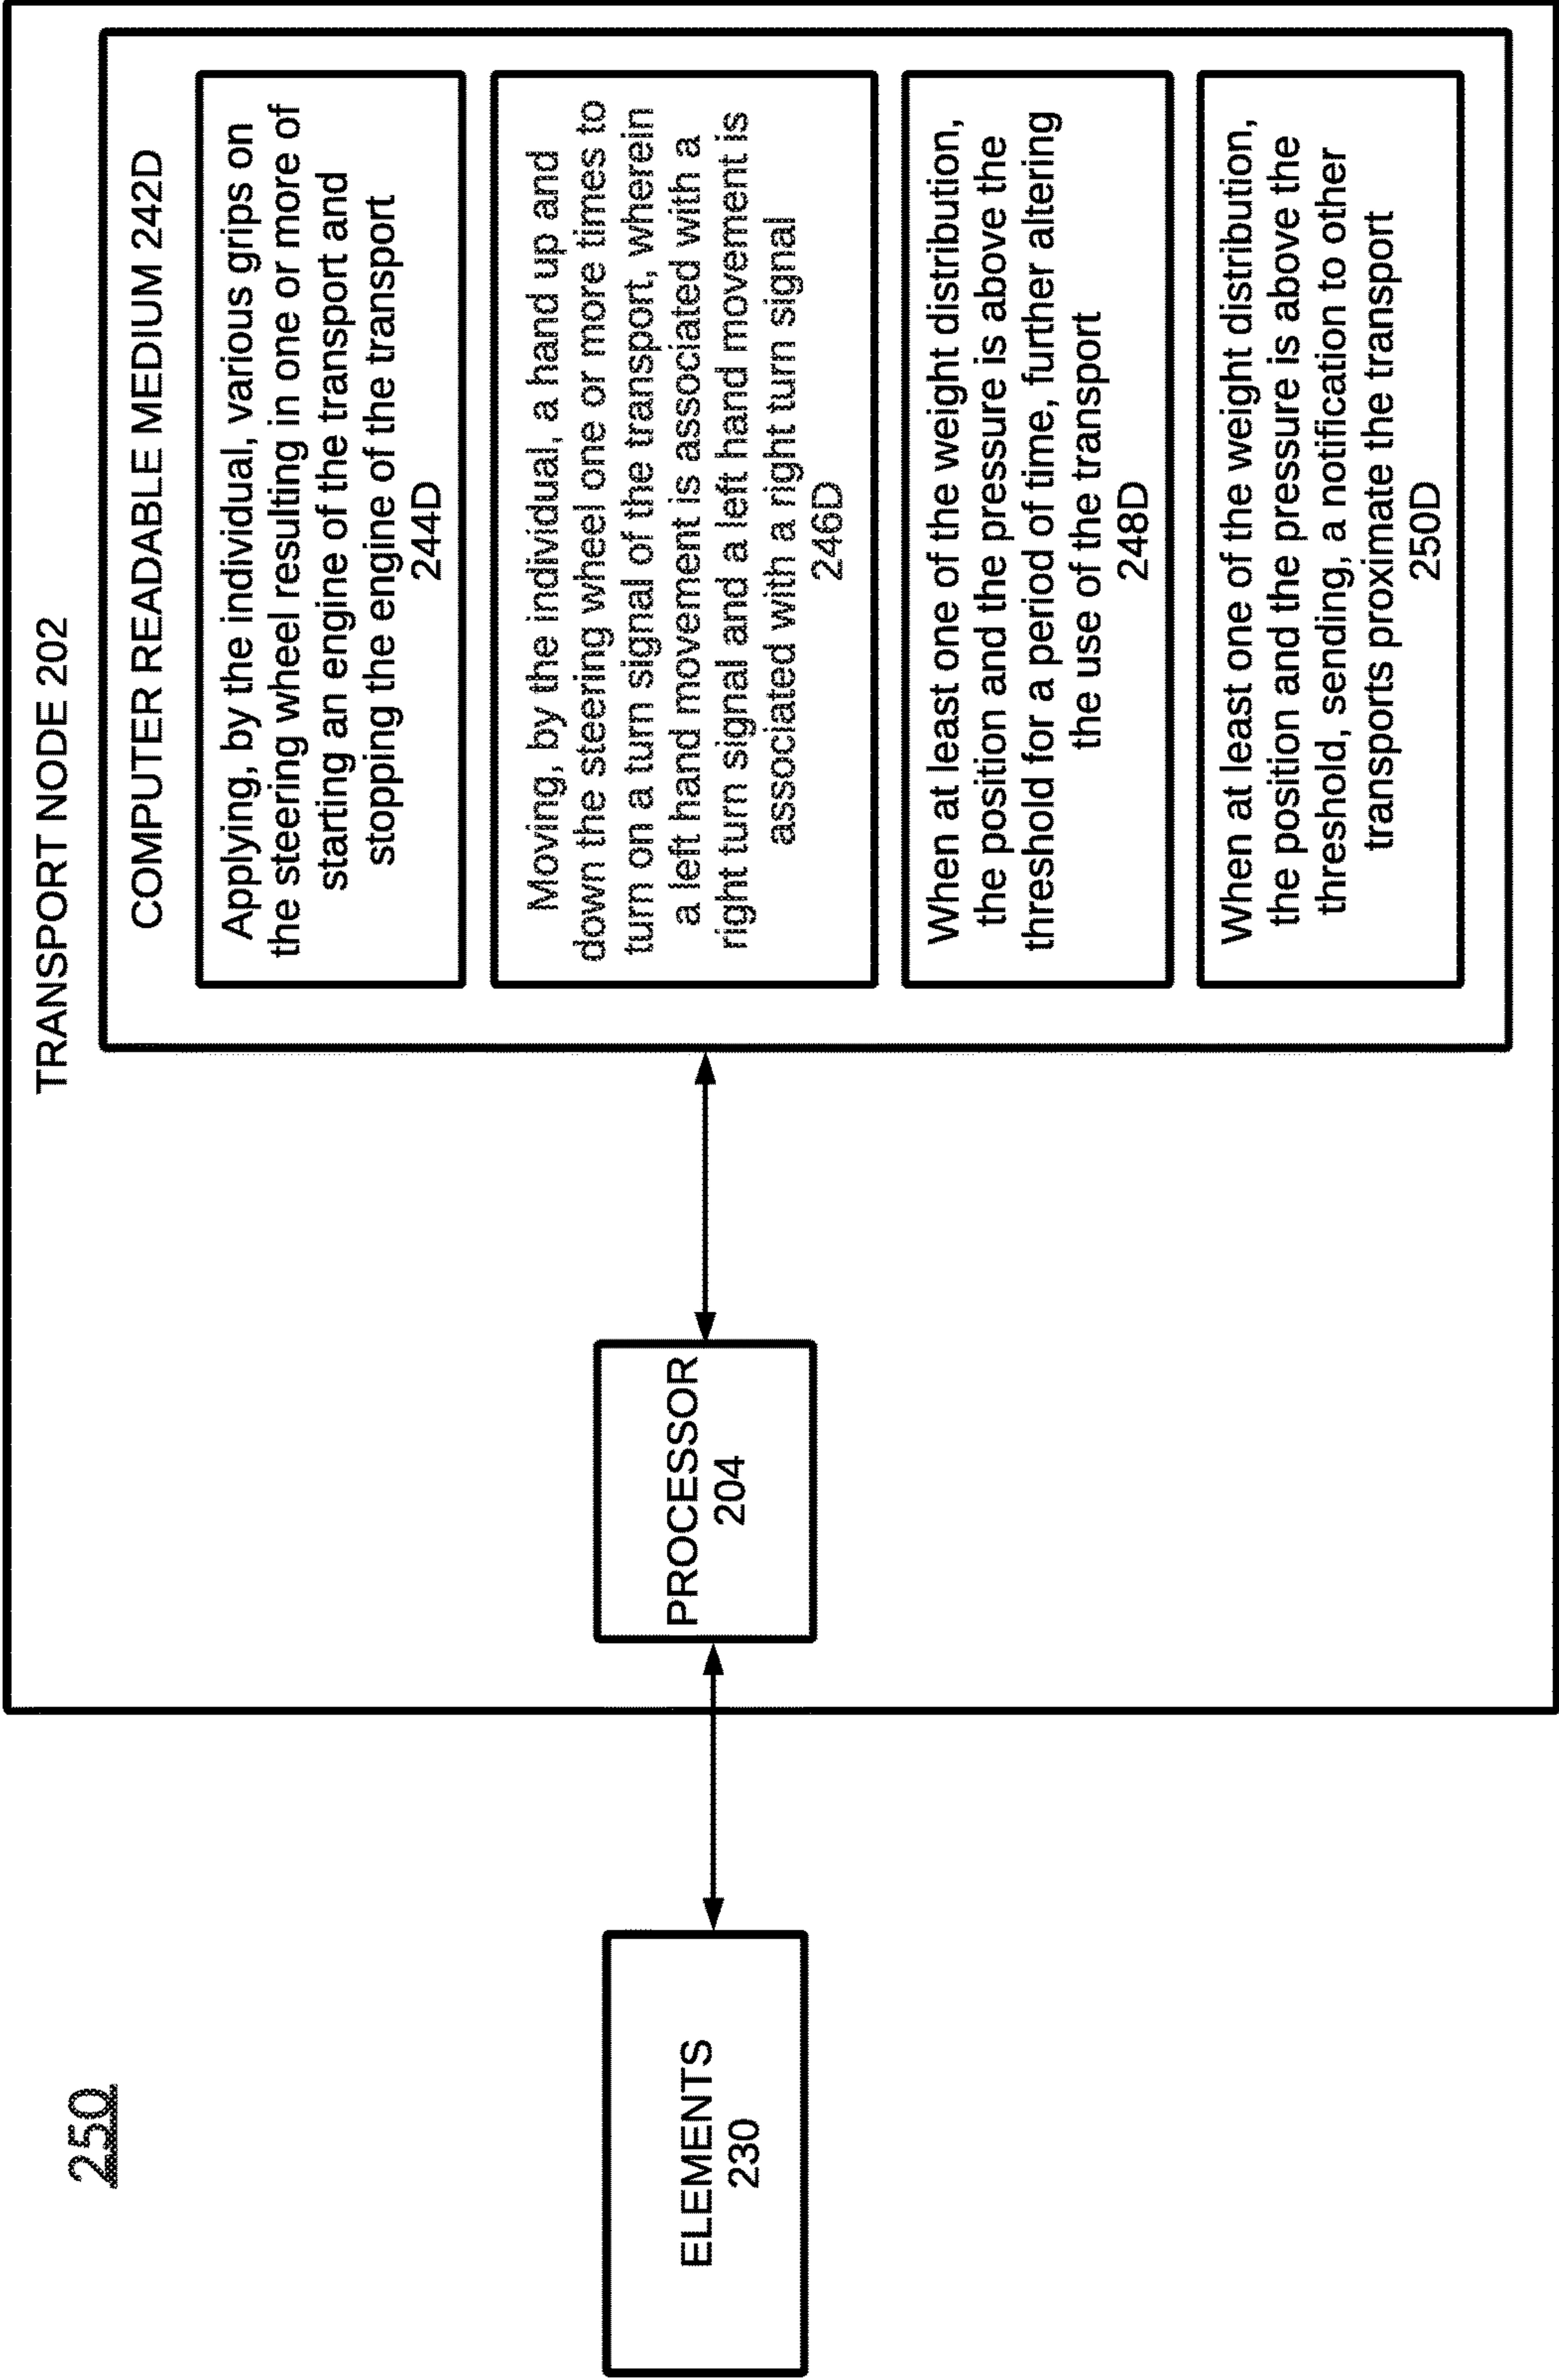 250
TRANSPORT NODE 202
COMPUTER READABLE MEDIUM 242D
Applying, by the individual, various grips on
the steering wheel resulting in one or more of
starting an engine of the transport and
stopping the engine of the transport
244D
Moving, by the individual, a hand up and
down the steering wheel one or more times to
turn on a turn signal of the transport, wherein
a left hand movement is associated with a
right turn signal and a left hand movement is
associated with a right turn signal
246D
When at least one of the weight distribution,
the position and the pressure is above the
threshold for a period of time, further altering
the use of the transport
248D
When at least one of the weight distribution,
the position and the pressure is above the
threshold, sending, a notification to other
transports proximate the transport
250D
PROCESSOR
204
ELEMENTS
230